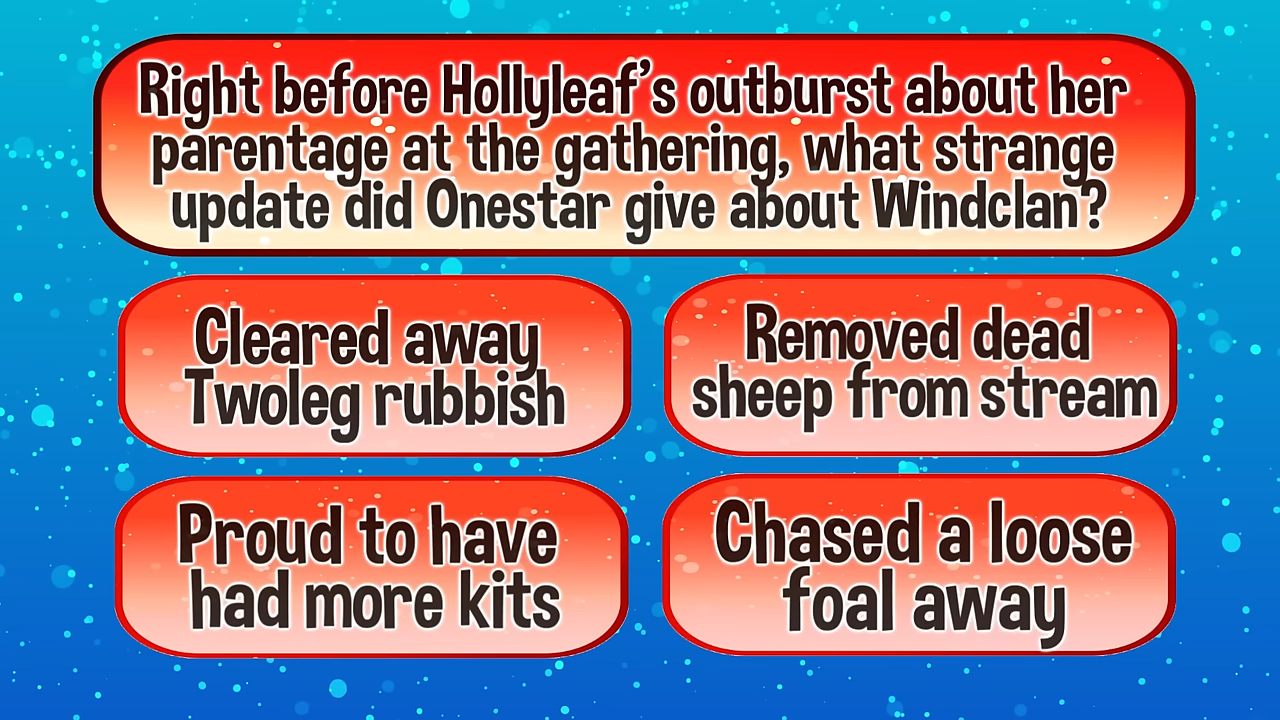 Right before Hollyleaf's outburst about her
parentage at the gathering, what strange
update did Onestar give about Windclan?
Cleared away
Twoleg rubbish
Removed dead
sheep from stream
Proud to have
had more kits
Chased a loose
foal away